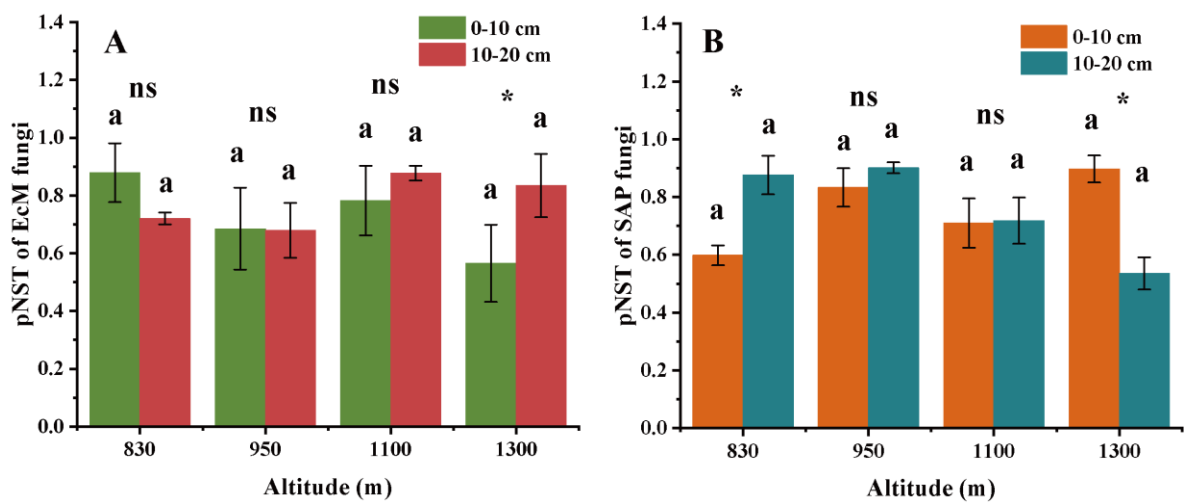 A
0-10 cm
10-20 cm
ns
ns
ns
*
a
a
a
a
a
a
a
a
1.4
1.2
1.0
0.8
0.6
0.4
0.2
0.0
pNST of EcM fungi
830
950
1100
1300
Altitude (m)
B
0-10 cm
10-20 cm
*
ns
ns
*
a
a
a
a
a
a
a
a
1.4
1.2
1.0
0.8
0.6
0.4
0.2
0.0
pNST of SAP fungi
830
950
1100
1300
Altitude (m)